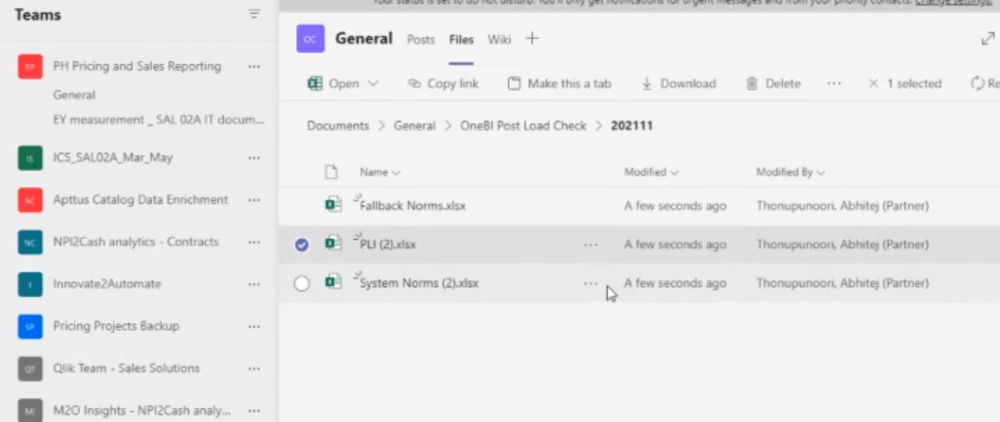 Your status is set to do not disturb. You'll only get notifications for urgent messages and from your priority contacts. Change settings.
Teams
OC General Posts Files Wiki +
PP PH Pricing and Sales Reporting ...
General
EY measurement _ SAL 02A IT docum...
IS ICS_SAL02A_Mar_May ...
AC Apttus Catalog Data Enrichment ...
NC NPI2Cash analytics - Contracts ...
I Innovate2Automate ...
SP Pricing Projects Backup ...
QT Qlik Team - Sales Solutions ...
MI M2O Insights - NPI2Cash analy... ...
Open Copy link Make this a tab Download Delete ... × 1 selected Re
Documents > General > OneBI Post Load Check > 202111
Name Modified Modified By
Fallback Norms.xlsx A few seconds ago Thonupunoori, Abhitej (Partner)
PLI (2).xlsx ... A few seconds ago Thonupunoori, Abhitej (Partner)
System Norms (2).xlsx ... A few seconds ago Thonupunoori, Abhitej (Partner)